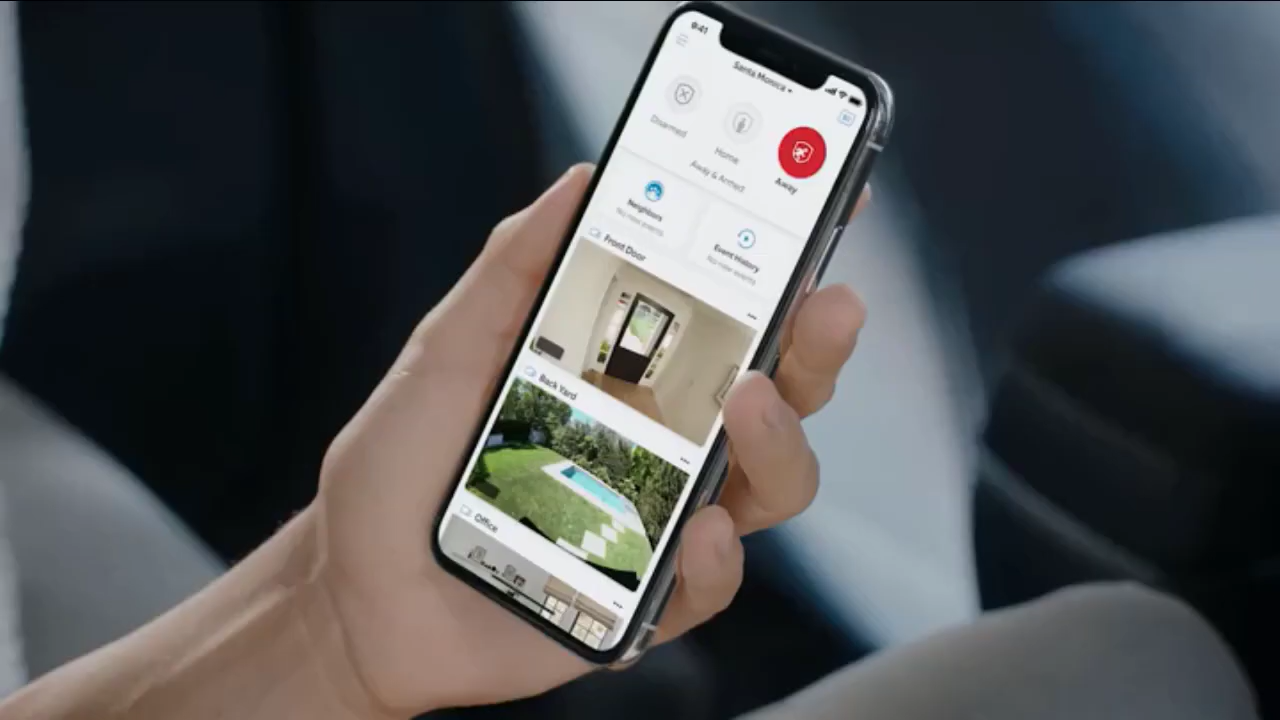 9:41
Santa Monica
Disarmed
Home
Away
Away & Armed
Neighbors
No new events
Event History
No new events
Front Door
Back Yard
Office